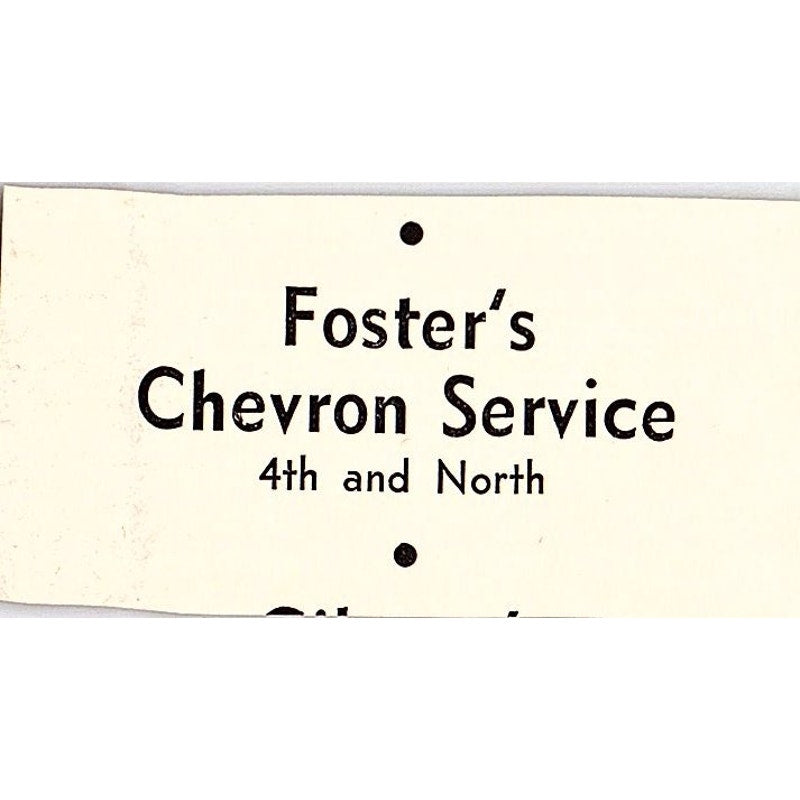 Foster's
Chevron Service
4th and North